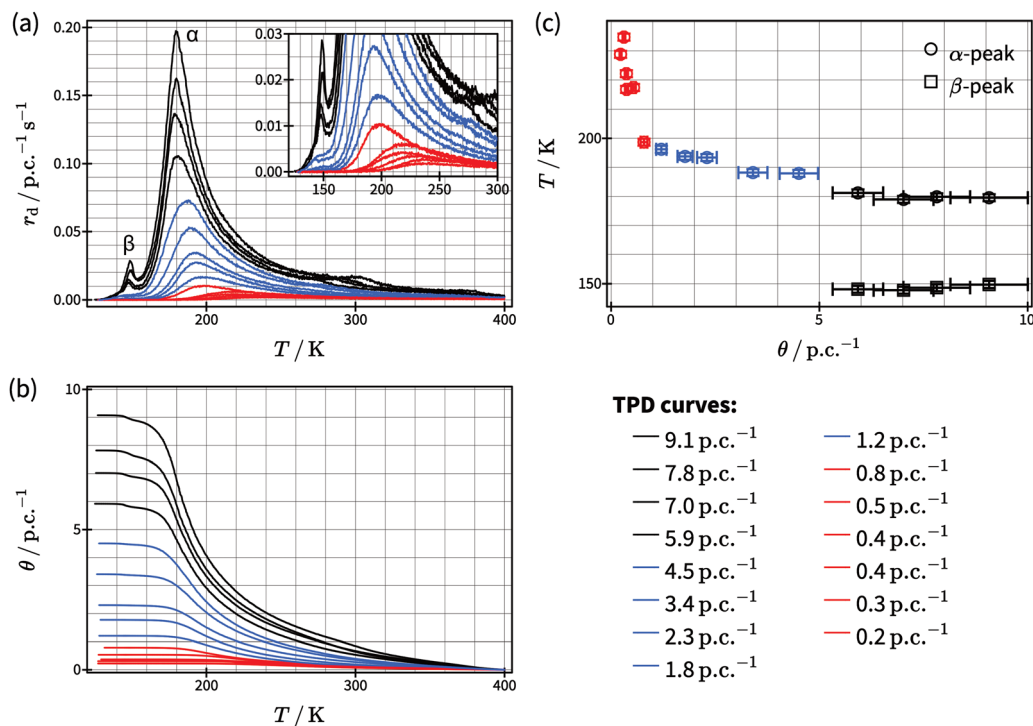 (a)
0.20
0.15
0.10
0.05
0.00
r_d / p.c.⁻¹ s⁻¹
α
β
0.03
0.02
0.01
0.00
150
200
250
300
200
300
400
T / K
(b)
10
5
0
θ / p.c.⁻¹
200
300
400
T / K
(c)
T / K
200
150
α-peak
β-peak
0
5
10
θ / p.c.⁻¹
TPD curves:
9.1 p.c.⁻¹
7.8 p.c.⁻¹
7.0 p.c.⁻¹
5.9 p.c.⁻¹
4.5 p.c.⁻¹
3.4 p.c.⁻¹
2.3 p.c.⁻¹
1.8 p.c.⁻¹
1.2 p.c.⁻¹
0.8 p.c.⁻¹
0.5 p.c.⁻¹
0.4 p.c.⁻¹
0.4 p.c.⁻¹
0.3 p.c.⁻¹
0.2 p.c.⁻¹